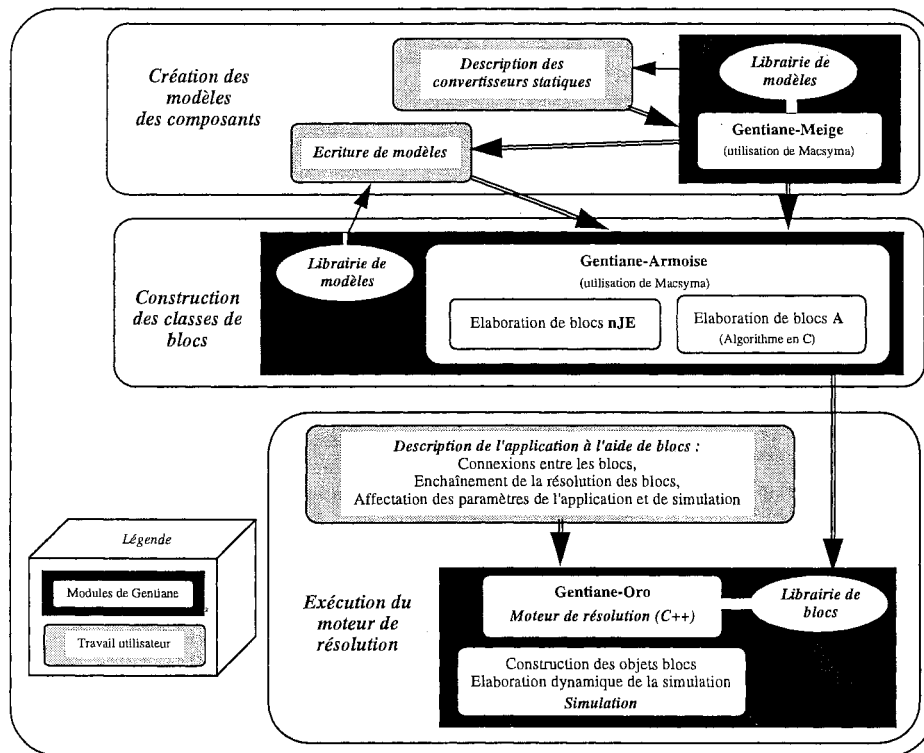 Création des
modèles
des composants
Description des
convertisseurs statiques
Librairie de
modèles
Gentiane-Meige
(utilisation de Macsyma)
Ecriture de modèles
Construction
des classes de
blocs
Librairie de
modèles
Gentiane-Armoise
(utilisation de Macsyma)
Elaboration de blocs nJE
Elaboration de blocs A
(Algorithme en C)
Description de l'application à l'aide de blocs :
Connexions entre les blocs,
Enchaînement de la résolution des blocs,
Affectation des paramètres de l'application et de simulation
Légende
Modules de Gentiane
Travail utilisateur
Exécution du
moteur de
résolution
Gentiane-Oro
Moteur de résolution (C++)
Librairie de
blocs
Construction des objets blocs
Elaboration dynamique de la simulation
Simulation